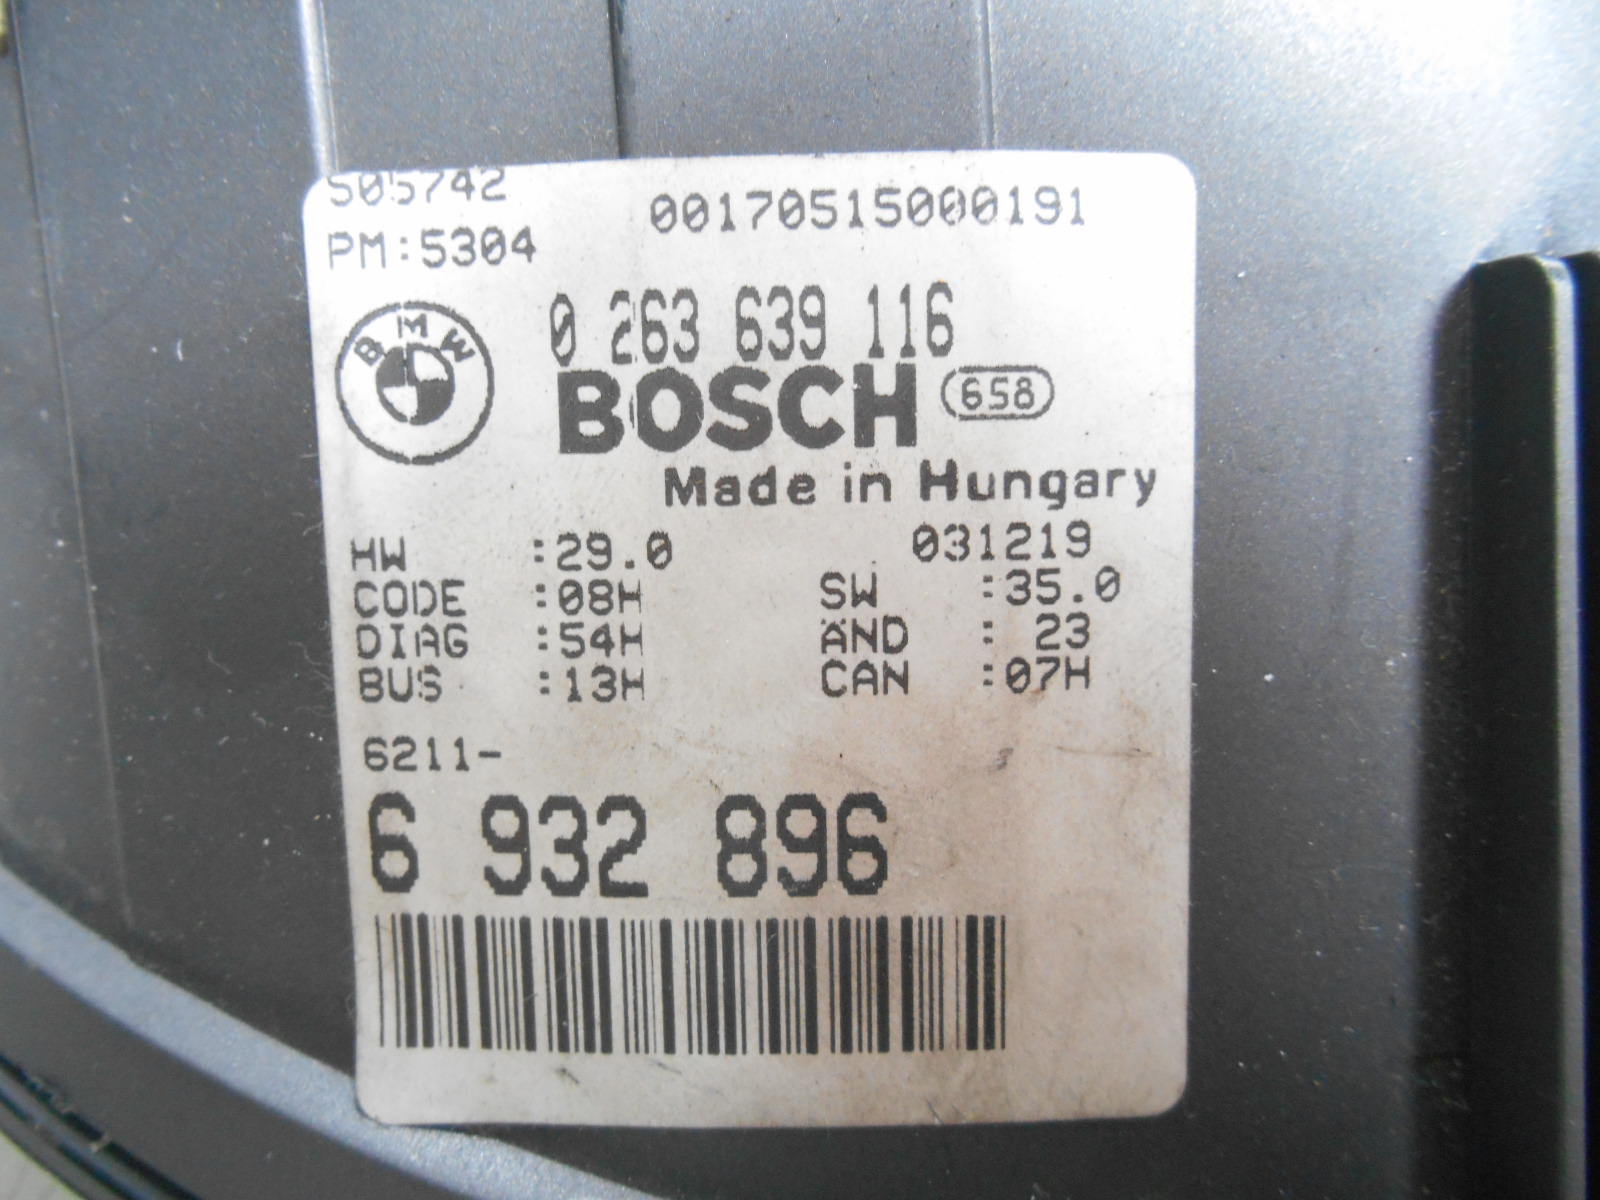 505742
00170515000191
PM:5304
BMW
0 263 639 116
BOSCH 658
Made in Hungary
HW :29.0 031219
CODE :08H SW :35.0
DIAG :54H ÄND : 23
BUS :13H CAN :07H
6211-
6 932 896